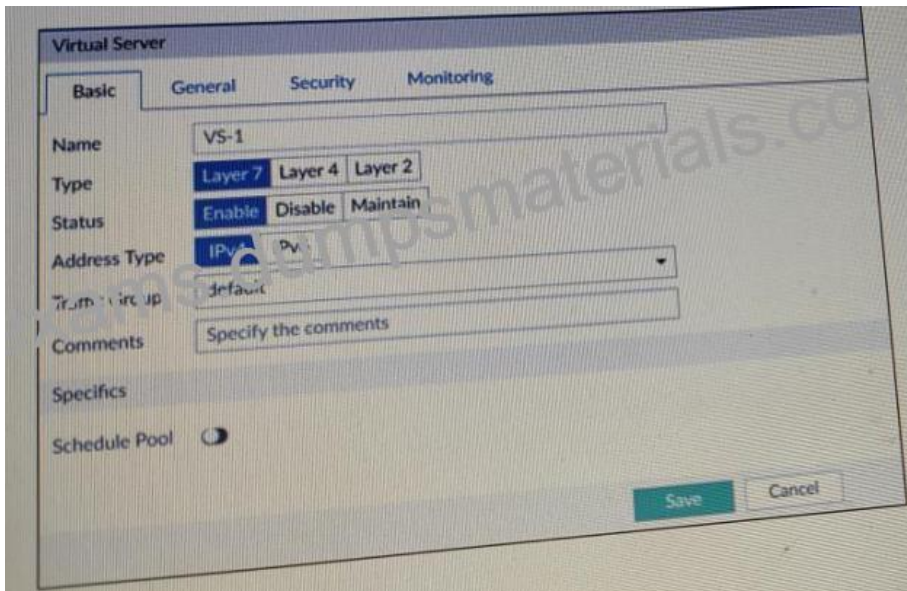 Virtual Server
Basic General Security Monitoring
Name VS-1
Type Layer 7 Layer 4 Layer 2
Status Enable Disable Maintain
Address Type
default
Comments Specify the comments
Specifics
Schedule Pool
Save Cancel